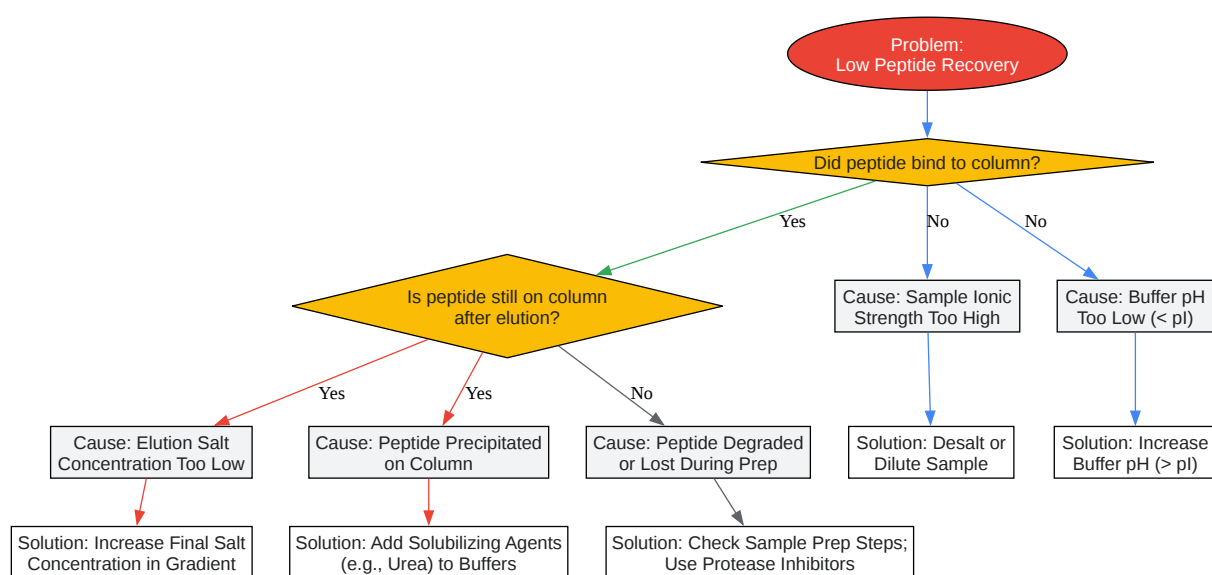 Problem:
Low Peptide Recovery
Did peptide bind to column?
Yes
No
No
Is peptide still on column
after elution?
Cause: Sample Ionic
Strength Too High
Cause: Buffer pH
Too Low (< pI)
Yes
Yes
No
Cause: Elution Salt
Concentration Too Low
Cause: Peptide Precipitated
on Column
Cause: Peptide Degraded
or Lost During Prep
Solution: Desalt or
Dilute Sample
Solution: Increase
Buffer pH (> pI)
Solution: Increase Final Salt
Concentration in Gradient
Solution: Add Solubilizing Agents
(e.g., Urea) to Buffers
Solution: Check Sample Prep Steps;
Use Protease Inhibitors